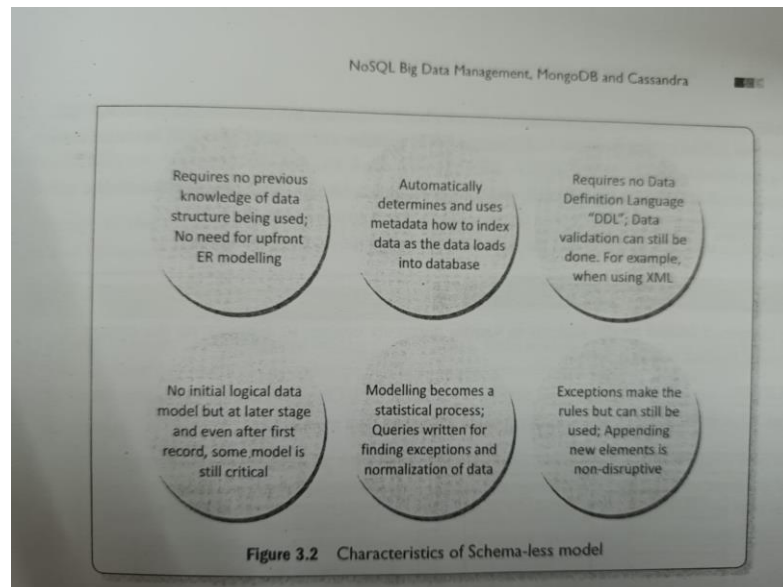 NoSQL Big Data Management, MongoDB and Cassandra
Requires no previous
knowledge of data
structure being used;
No need for upfront
ER modelling
Automatically
determines and uses
metadata how to index
data as the data loads
into database
Requires no Data
Definition Language
"DDL"; Data
validation can still be
done. For example,
when using XML
No initial logical data
model but at later stage
and even after first
record, some model is
still critical
Modelling becomes a
statistical process;
Queries written for
finding exceptions and
normalization of data
Exceptions make the
rules but can still be
used; Appending
new elements is
non-disruptive
Figure 3.2 Characteristics of Schema-less model